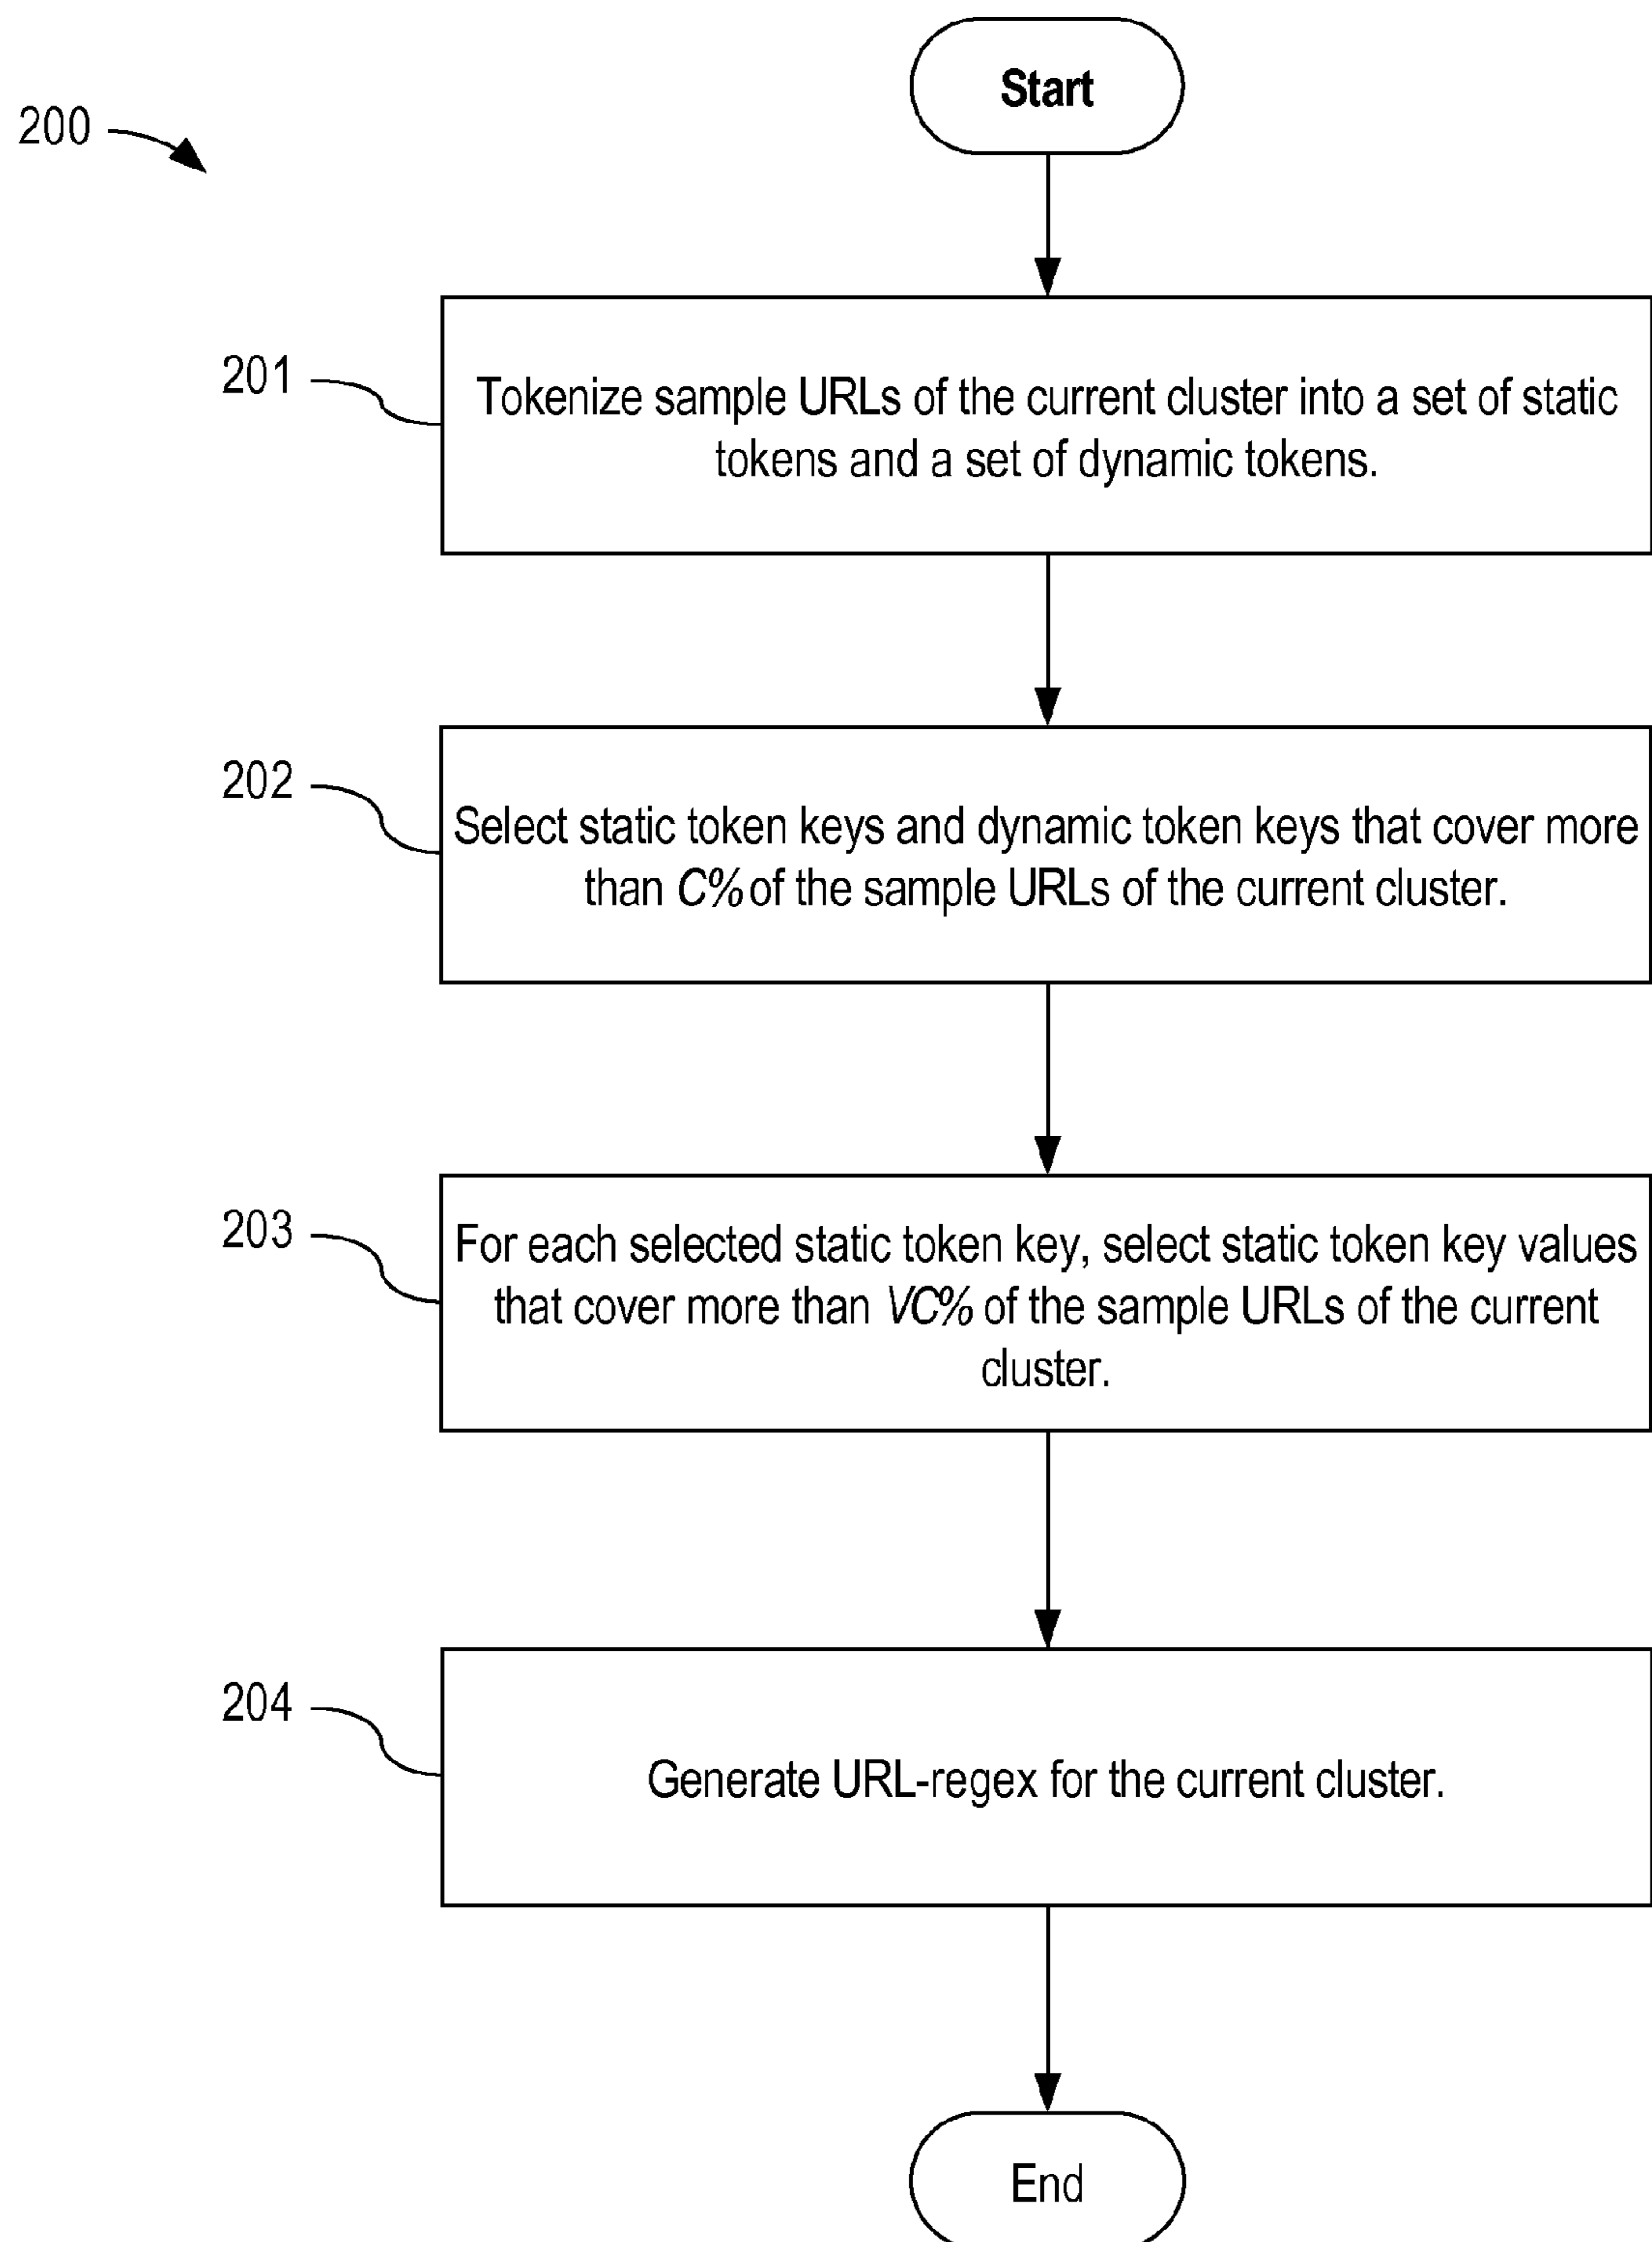 Start
200
201
Tokenize sample URLs of the current cluster into a set of static
tokens and a set of dynamic tokens.
202
Select static token keys and dynamic token keys that cover more
than C% of the sample URLs of the current cluster.
203
For each selected static token key, select static token key values
that cover more than VC% of the sample URLs of the current
cluster.
204
Generate URL-regex for the current cluster.
End